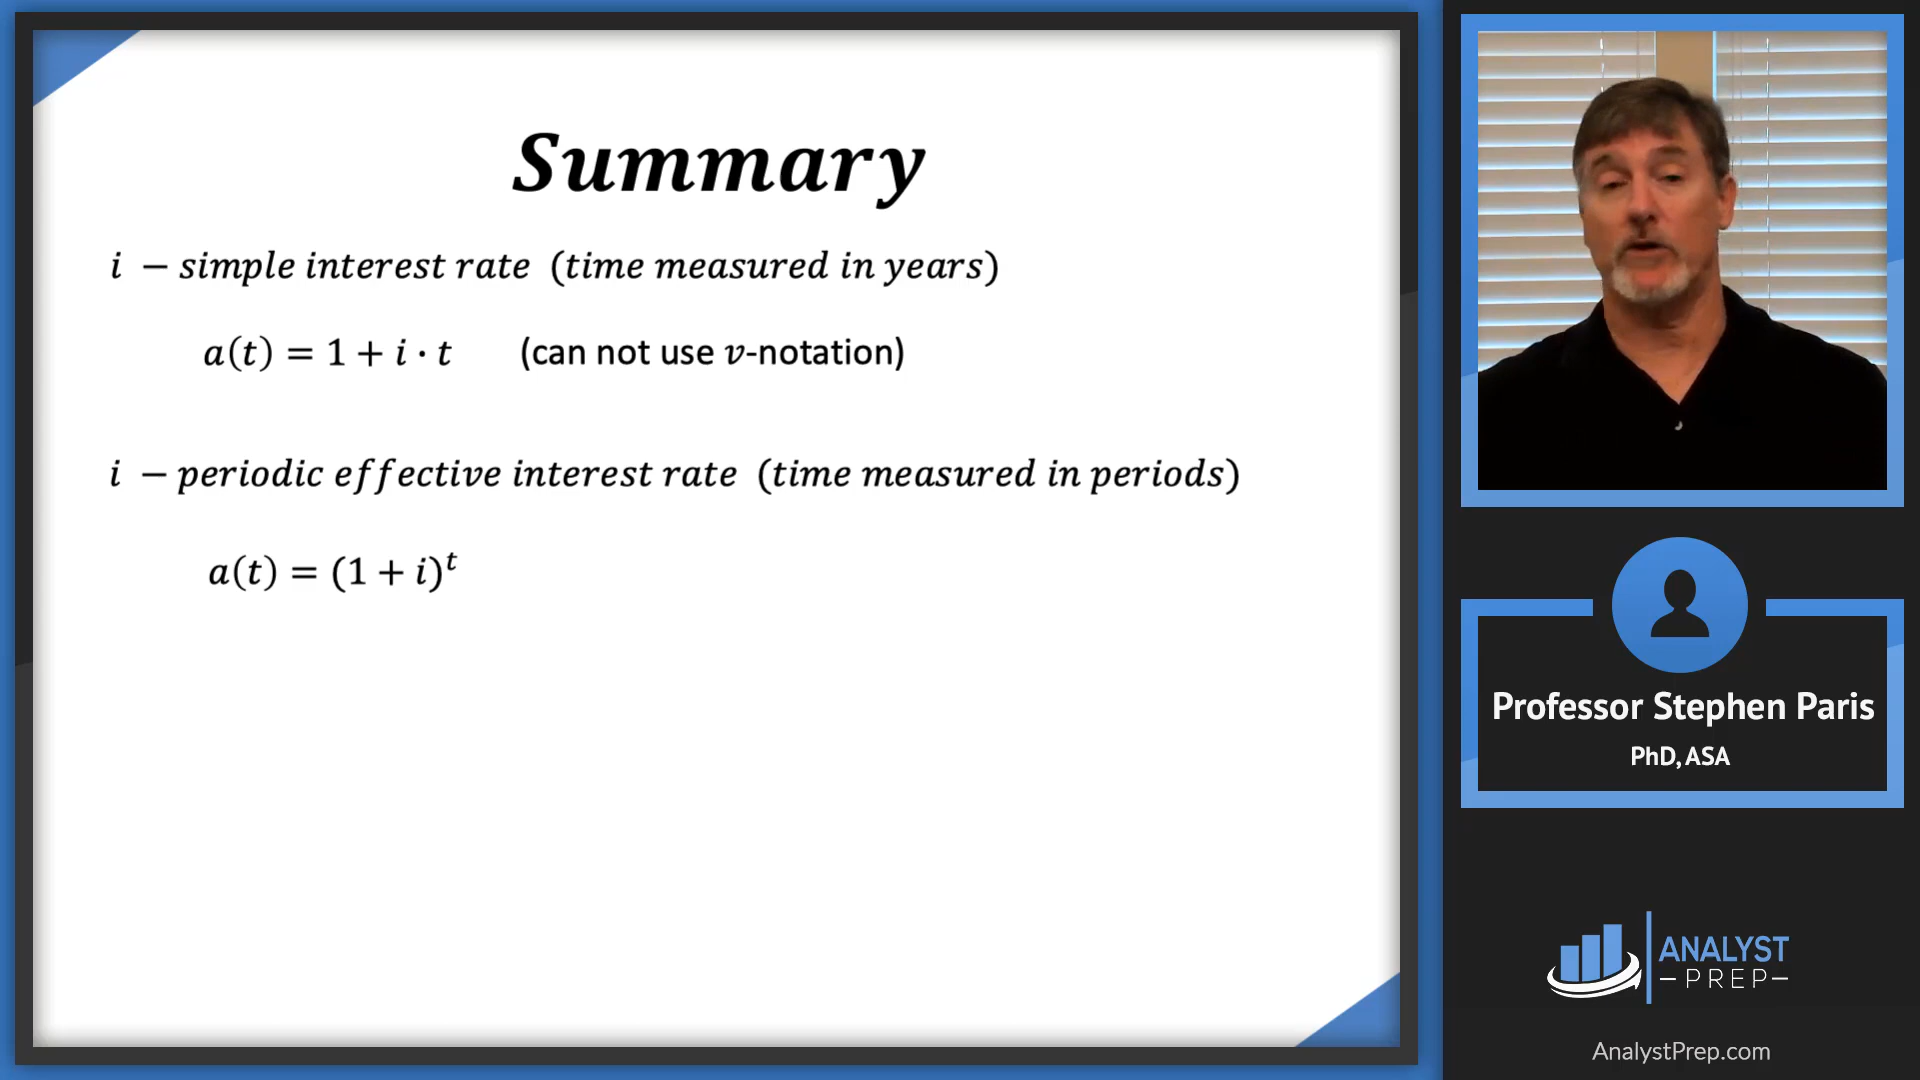 Summary
i − simple interest rate (time measured in years)
a(t) = 1 + i · t (can not use v-notation)
i − periodic effective interest rate (time measured in periods)
a(t) = (1 + i)^t
Professor Stephen Paris
PhD, ASA
ANALYST
PREP
AnalystPrep.com